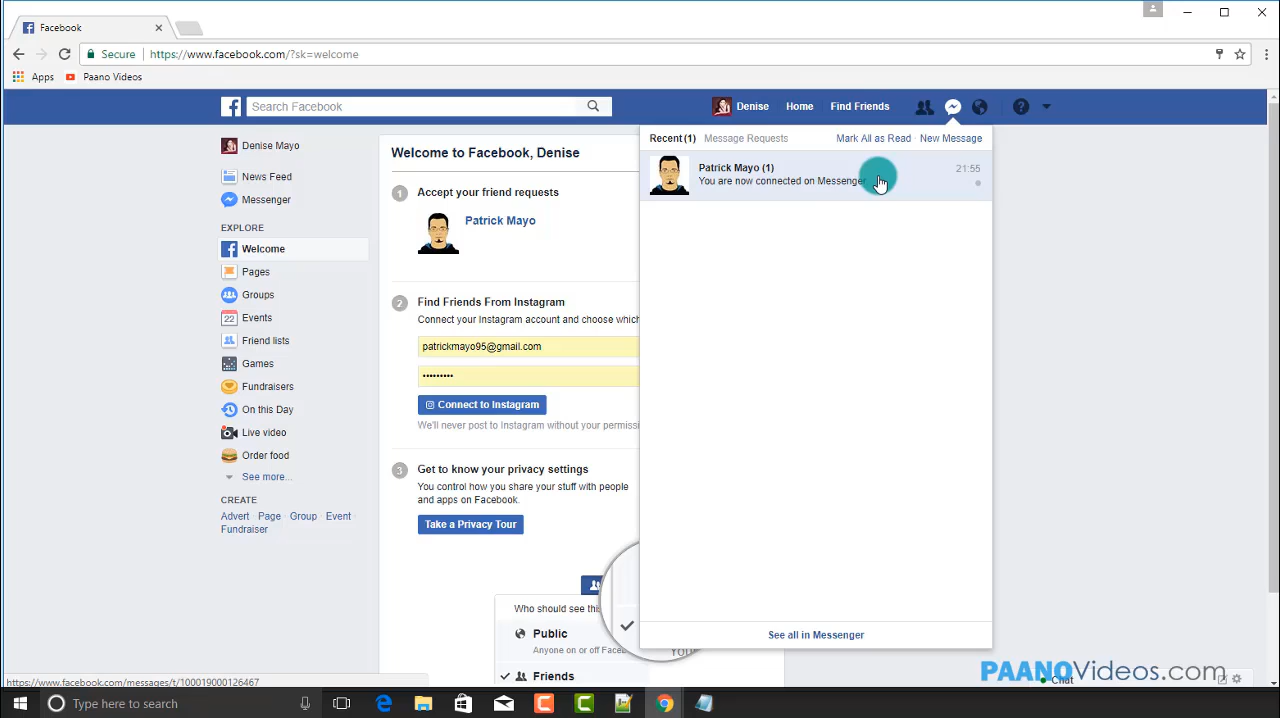 Facebook
Secure https://www.facebook.com/?sk=welcome
Apps Paano Videos
Search Facebook
Denise Home Find Friends
Denise Mayo
News Feed
Messenger
EXPLORE
Welcome
Pages
Groups
22 Events
Friend lists
Games
Fundraisers
On this Day
Live video
Order food
See more...
CREATE
Advert · Page · Group · Event ·
Fundraiser
Welcome to Facebook, Denise
1 Accept your friend requests
Patrick Mayo
2 Find Friends From Instagram
Connect your Instagram account and choose whic
patrickmayo95@gmail.com
Connect to Instagram
We'll never post to Instagram without your permiss
3 Get to know your privacy settings
You control how you share your stuff with people
and apps on Facebook.
Take a Privacy Tour
Who should see this
Public
Anyone on or off Faceb
Friends
YOUR
Recent (1) Message Requests Mark All as Read · New Message
Patrick Mayo (1) 21:55
You are now connected on Messenger
See all in Messenger
PAANOVideos.com
Chat
https://www.facebook.com/messages/t/100019000126467
Type here to search